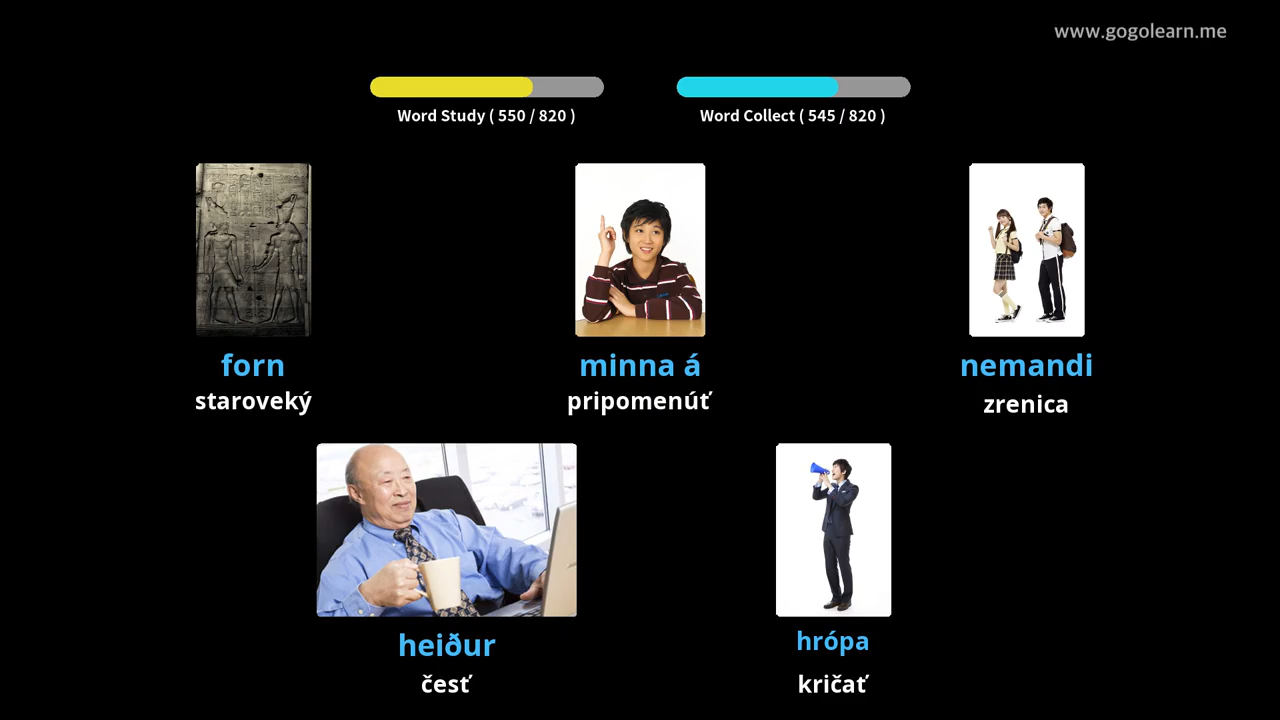 www.gogolearn.me
Word Study ( 550 / 820 )
Word Collect ( 545 / 820 )
forn
staroveký
minna á
pripomenúť
nemandi
zrenica
heiður
česť
hrópa
kričať